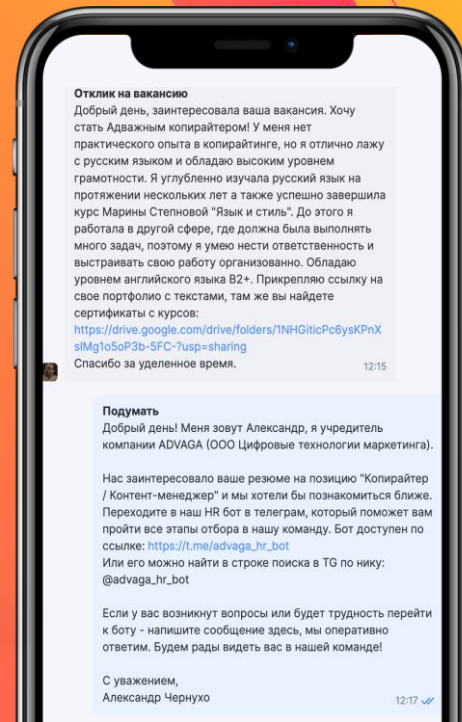 Отклик на вакансию
Добрый день, заинтересовала ваша вакансия. Хочу
стать Адважным копирайтером! У меня нет
практического опыта в копирайтинге, но я отлично лажу
с русским языком и обладаю высоким уровнем
грамотности. Я углубленно изучала русский язык на
протяжении нескольких лет а также успешно завершила
курс Марины Степновой "Язык и стиль". До этого я
работала в другой сфере, где должна была выполнять
много задач, поэтому я умею нести ответственность и
выстраивать свою работу организованно. Обладаю
уровнем английского языка B2+. Прикрепляю ссылку на
свое портфолио с текстами, там же вы найдете
сертификаты с курсов:
https://drive.google.com/drive/folders/1NHGiticPc6ysKPnX
slMg1o5oP3b-5FC-?usp=sharing
Спасибо за уделенное время.
12:15
Подумать
Добрый день! Меня зовут Александр, я учредитель
компании ADVAGA (ООО Цифровые технологии маркетинга).
Нас заинтересовало ваше резюме на позицию "Копирайтер
/ Контент-менеджер" и мы хотели бы познакомиться ближе.
Переходите в наш HR бот в телеграм, который поможет вам
пройти все этапы отбора в нашу команду. Бот доступен по
ссылке: https://t.me/advaga_hr_bot
Или его можно найти в строке поиска в TG по нику:
@advaga_hr_bot
Если у вас возникнут вопросы или будет трудность перейти
к боту - напишите сообщение здесь, мы оперативно
ответим. Будем рады видеть вас в нашей команде!
С уважением,
Александр Чернухо
12:17